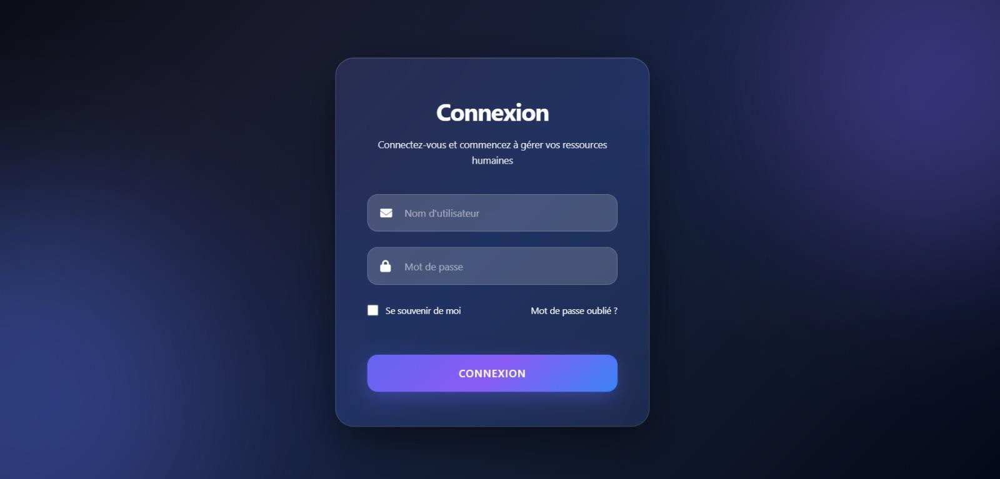 Connexion
Connectez-vous et commencez à gérer vos ressources
humaines
Nom d'utilisateur
Mot de passe
Se souvenir de moi
Mot de passe oublié ?
CONNEXION